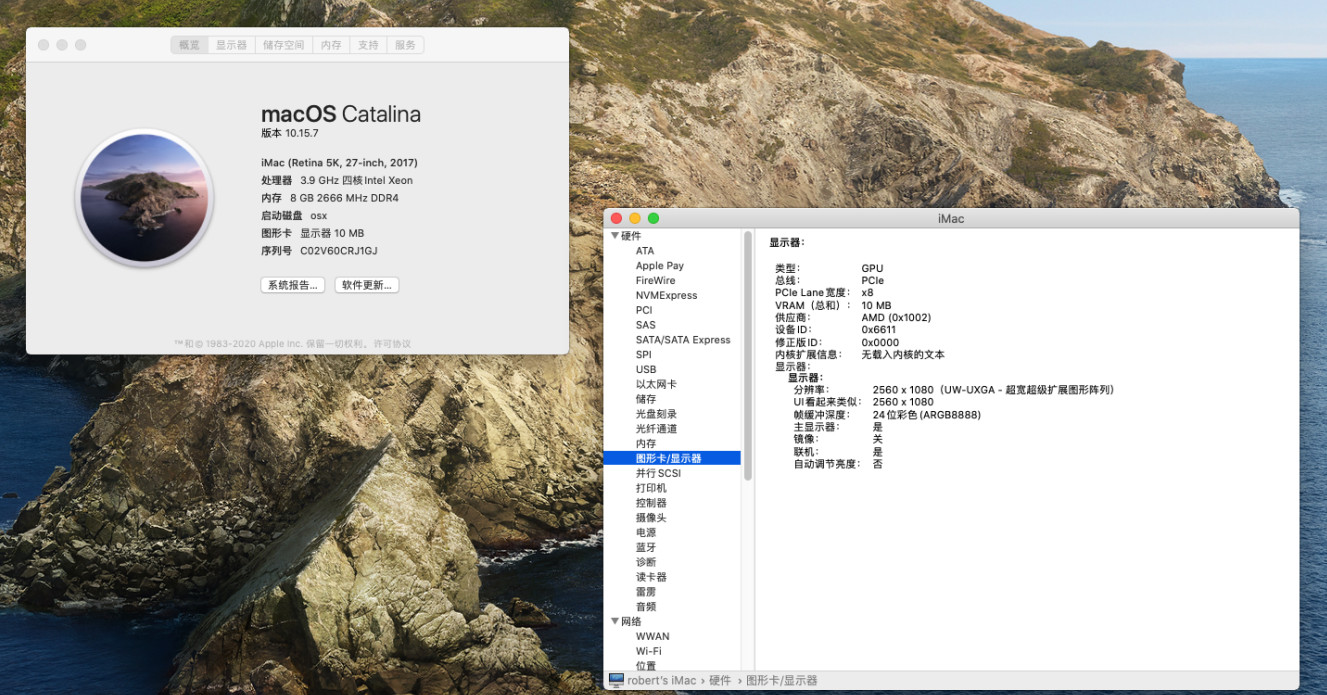 概览 显示器 储存空间 内存 支持 服务
macOS Catalina
版本 10.15.7
iMac (Retina 5K, 27-inch, 2017)
处理器 3.9 GHz 四核Intel Xeon
内存 8 GB 2666 MHz DDR4
启动磁盘 osx
图形卡 显示器 10 MB
序列号 C02V60CRJ1GJ
系统报告... 软件更新...
™和© 1983-2020 Apple Inc. 保留一切权利。许可协议
iMac
硬件
ATA
Apple Pay
FireWire
NVMExpress
PCI
SAS
SATA/SATA Express
SPI
USB
以太网卡
储存
光盘刻录
光纤通道
内存
图形卡/显示器
并行 SCSI
打印机
控制器
摄像头
电源
蓝牙
诊断
读卡器
雷雳
音频
网络
WWAN
Wi-Fi
位置
显示器:
类型: GPU
总线: PCIe
PCIe Lane宽度: x8
VRAM（总和）: 10 MB
供应商: AMD (0x1002)
设备 ID: 0x6611
修正版 ID: 0x0000
内核扩展信息: 无载入内核的文本
显示器:
显示器:
分辨率: 2560 x 1080（UW-UXGA - 超宽超级扩展图形阵列）
UI 看起来类似: 2560 x 1080
帧缓冲深度: 24 位彩色 (ARGB8888)
主显示器: 是
镜像: 关
联机: 是
自动调节亮度: 否
robert's iMac › 硬件 › 图形卡/显示器